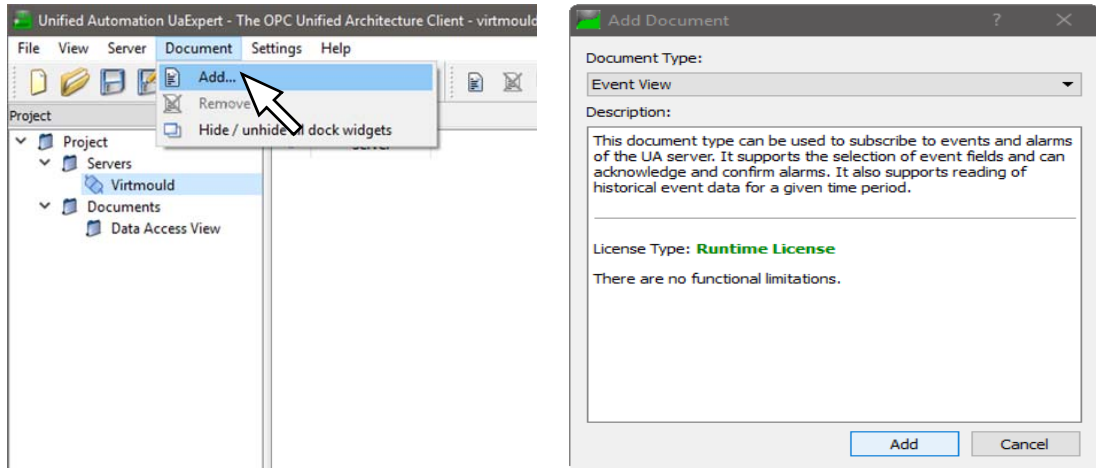 Unified Automation UaExpert - The OPC Unified Architecture Client - virtmould
File View Server Document Settings Help
Add...
Remove
Hide / unhide all dock widgets
Project
Project
Servers
Virtmould
Documents
Data Access View
Server
Add Document
Document Type:
Event View
Description:
This document type can be used to subscribe to events and alarms
of the UA server. It supports the selection of event fields and can
acknowledge and confirm alarms. It also supports reading of
historical event data for a given time period.
License Type: Runtime License
There are no functional limitations.
Add Cancel